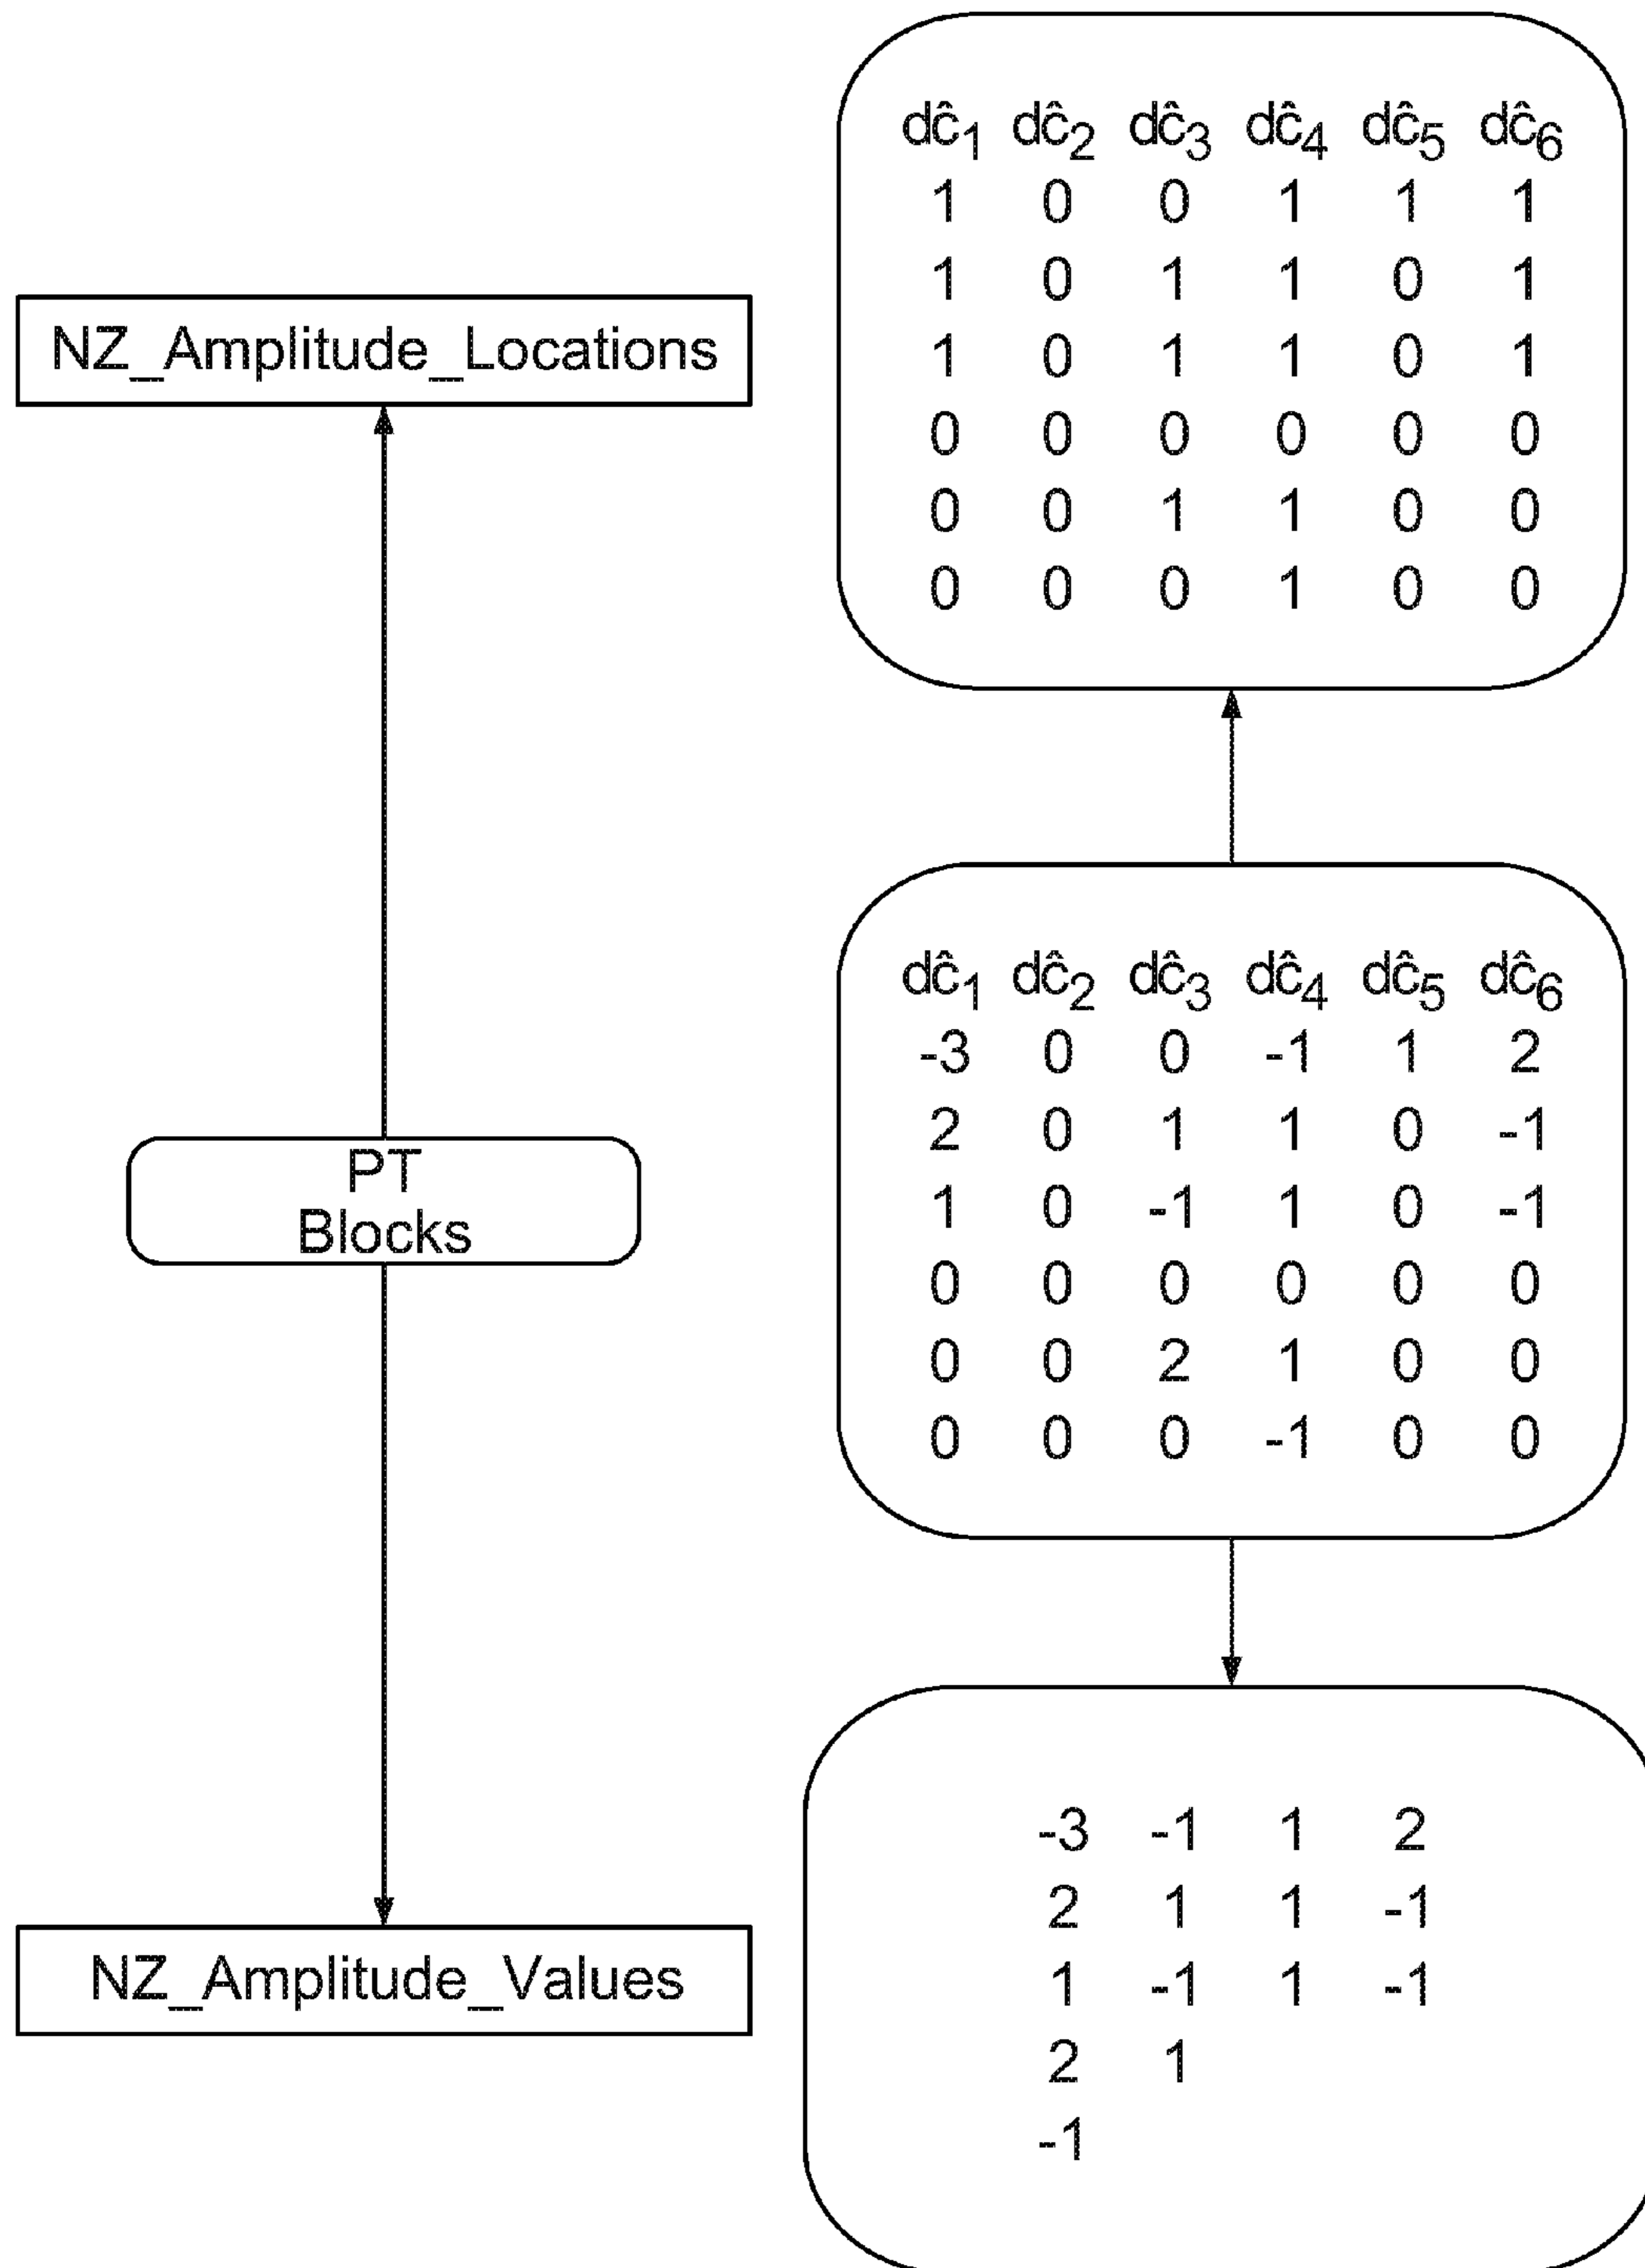 dĉ1 dĉ2 dĉ3 dĉ4 dĉ5 dĉ6
1 0 0 1 1 1
1 0 1 1 0 1
1 0 1 1 0 1
0 0 0 0 0 0
0 0 1 1 0 0
0 0 0 1 0 0
NZ_Amplitude_Locations
PT
Blocks
dĉ1 dĉ2 dĉ3 dĉ4 dĉ5 dĉ6
-3 0 0 -1 1 2
2 0 1 1 0 -1
1 0 -1 1 0 -1
0 0 0 0 0 0
0 0 2 1 0 0
0 0 0 -1 0 0
NZ_Amplitude_Values
-3 -1 1 2
2 1 1 -1
1 -1 1 -1
2 1
-1